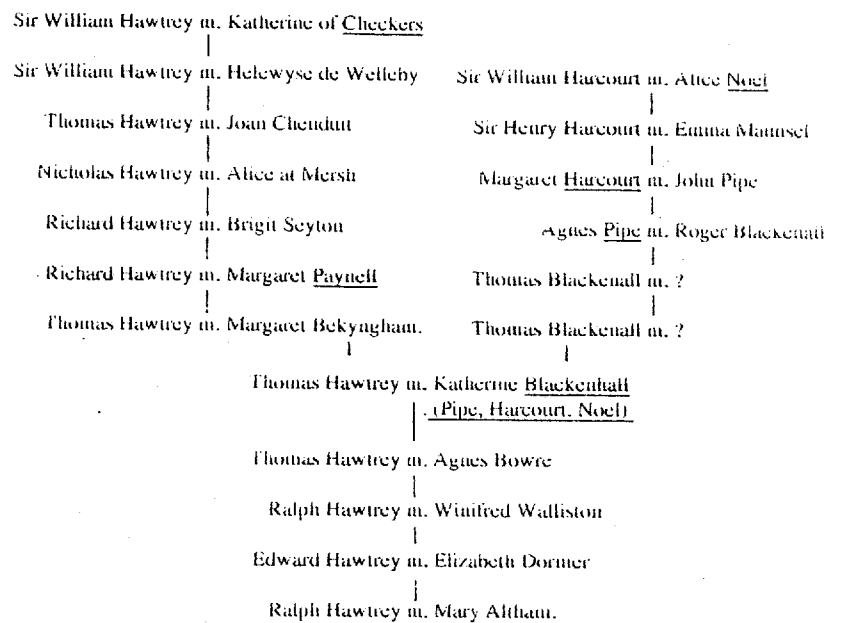 Sir William Hawtrey m. Katherine of Checkers
Sir William Hawtrey m. Helewyse de Welleby
Thomas Hawtrey m. Joan Chendun
Nicholas Hawtrey m. Alice at Mersh
Richard Hawtrey m. Brigit Seyton
Richard Hawtrey m. Margaret Paynell
Thomas Hawtrey m. Margaret Bekyngham.
Sir William Harcourt m. Alice Noel
Sir Henry Harcourt m. Emma Maunsel
Margaret Harcourt m. John Pipe
Agnes Pipe m. Roger Blackenall
Thomas Blackenall m. ?
Thomas Blackenall m. ?
Thomas Hawtrey m. Katherine Blackenhall
(Pipe, Harcourt, Noel)
Thomas Hawtrey m. Agnes Bowre
Ralph Hawtrey m. Winifred Walliston
Edward Hawtrey m. Elizabeth Dormer
Ralph Hawtrey m. Mary Altham.